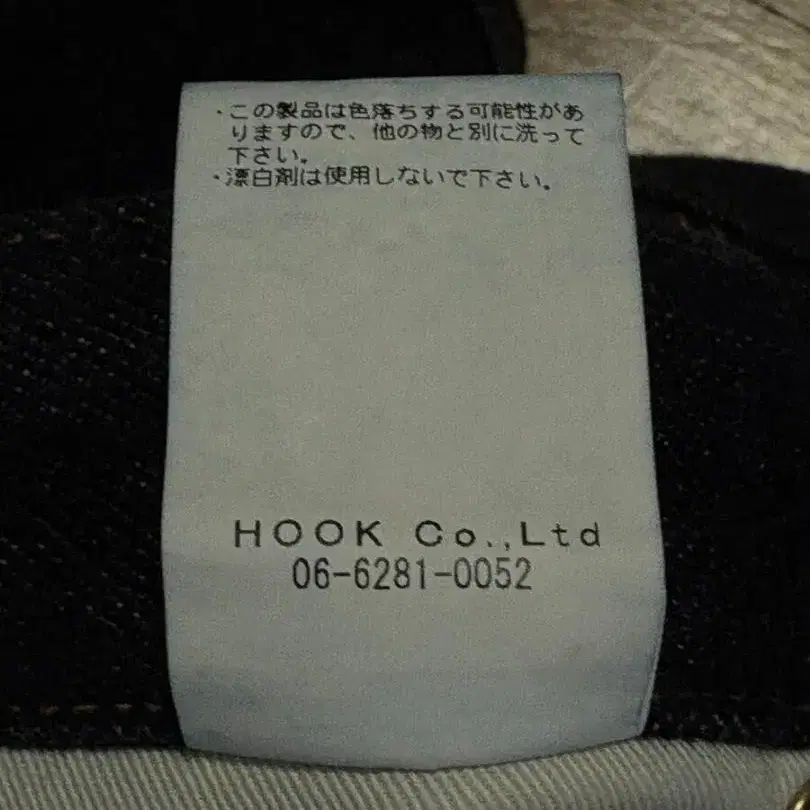 ・この製品は色落ちする可能性があ
りますので、他の物と別に洗って
下さい。
・漂白剤は使用しないで下さい。
HOOK Co.,Ltd
06-6281-0052